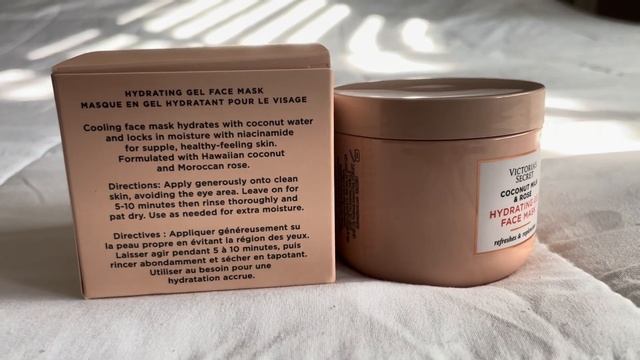 HYDRATING GEL FACE MASK
MASQUE EN GEL HYDRATANT POUR LE VISAGE
Cooling face mask hydrates with coconut water
and locks in moisture with niacinamide
for supple, healthy-feeling skin.
Formulated with Hawaiian coconut
and Moroccan rose.
Directions: Apply generously onto clean
skin, avoiding the eye area. Leave on for
5-10 minutes then rinse thoroughly and
pat dry. Use as needed for extra moisture.
Directives : Appliquer généreusement su
la peau propre en évitant la région des yeux.
Laisser agir pendant 5 à 10 minutes, puis
rincer abondamment et sécher en tapotant.
Utiliser au besoin pour une
hydratation accrue.
VICTORIA'S
SECRET
COCONUT MILK
& ROSE
HYDRATING GEL
FACE MASK
refreshes &